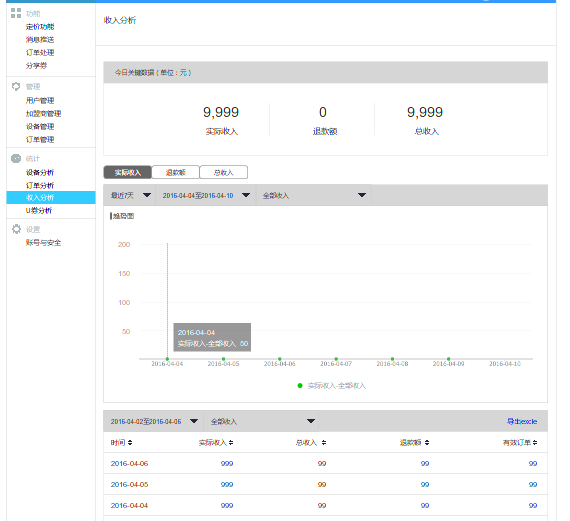 功能
定价功能
消息推送
订单处理
分享券
管理
用户管理
加盟商管理
设备管理
订单管理
统计
设备分析
订单分析
收入分析
U券分析
设置
账号与安全
收入分析
今日关键数据(单位:元)
9,999 0 9,999
实际收入 退款额 总收入
实际收入 退款额 总收入
最近7天 2016-04-04至2016-04-10 全部收入
趋势图
200
150
100
50
2016-04-04
实际收入-全部收入 50
2016-04-04 2016-04-05 2016-04-06 2016-04-07 2016-04-08 2016-04-09 2016-04-10
实际收入-全部收入
2016-04-02至2016-04-06 全部收入 导出excle
时间 实际收入 总收入 退款额 有效订单
2016-04-06 999 99 99 99
2016-04-05 999 99 99 99
2016-04-04 999 99 99 99